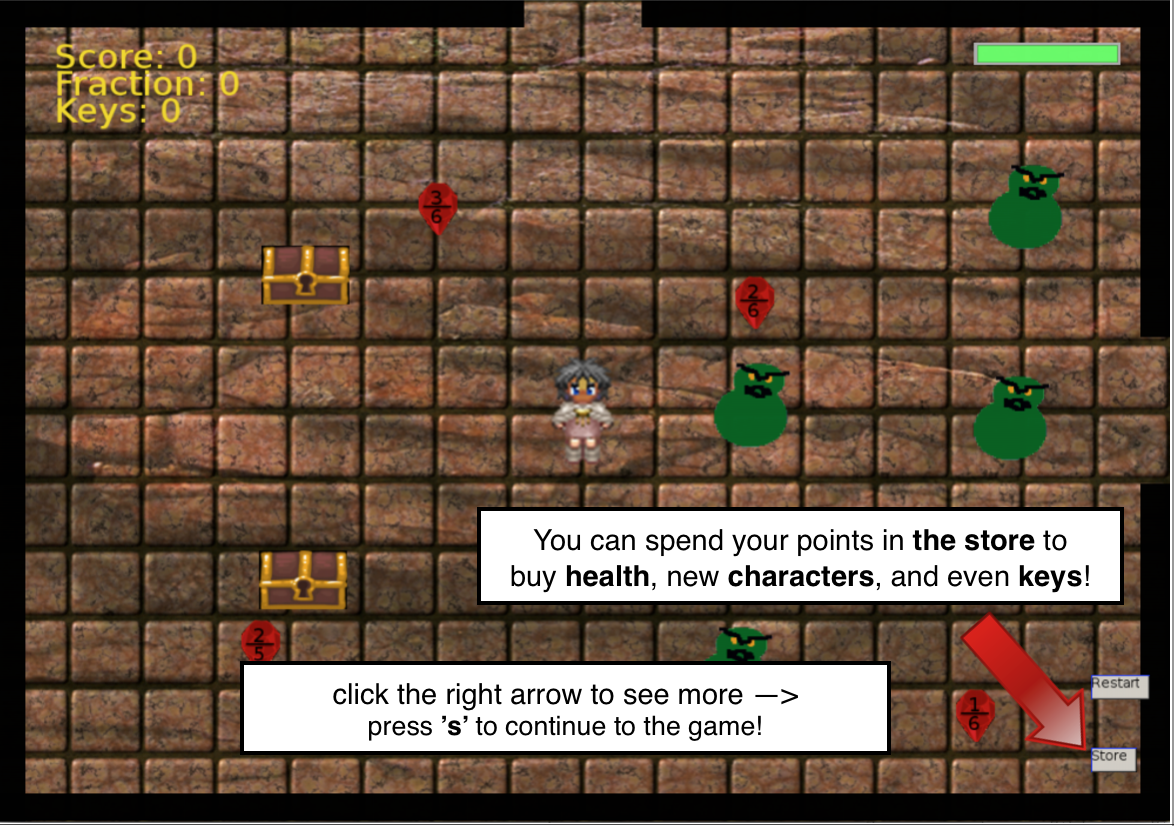 Score: 0
Fraction: 0
Keys: 0
3
6
2
6
You can spend your points in the store to
buy health, new characters, and even keys!
2
5
click the right arrow to see more —>
press ’s’ to continue to the game!
Restart
1
6
Store